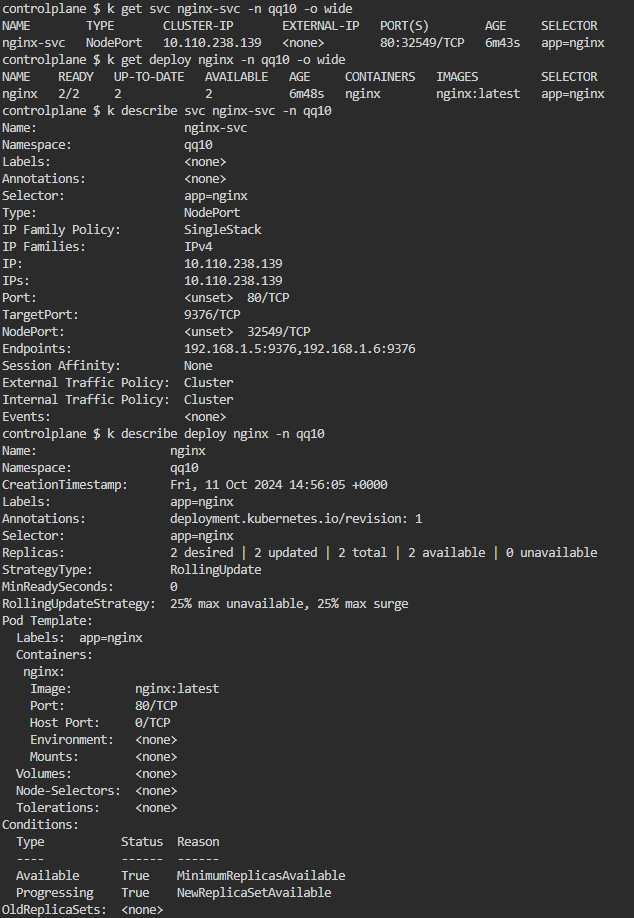 controlplane $ k get svc nginx-svc -n qq10 -o wide
NAME        TYPE       CLUSTER-IP       EXTERNAL-IP   PORT(S)        AGE     SELECTOR
nginx-svc   NodePort   10.110.238.139   <none>        80:32549/TCP   6m43s   app=nginx
controlplane $ k get deploy nginx -n qq10 -o wide
NAME    READY   UP-TO-DATE   AVAILABLE   AGE     CONTAINERS   IMAGES         SELECTOR
nginx   2/2     2            2           6m48s   nginx        nginx:latest   app=nginx
controlplane $ k describe svc nginx-svc -n qq10
Name:                     nginx-svc
Namespace:                qq10
Labels:                   <none>
Annotations:              <none>
Selector:                 app=nginx
Type:                     NodePort
IP Family Policy:         SingleStack
IP Families:              IPv4
IP:                       10.110.238.139
IPs:                      10.110.238.139
Port:                     <unset>  80/TCP
TargetPort:               9376/TCP
NodePort:                 <unset>  32549/TCP
Endpoints:                192.168.1.5:9376,192.168.1.6:9376
Session Affinity:         None
External Traffic Policy:  Cluster
Internal Traffic Policy:  Cluster
Events:                   <none>
controlplane $ k describe deploy nginx -n qq10
Name:                   nginx
Namespace:              qq10
CreationTimestamp:      Fri, 11 Oct 2024 14:56:05 +0000
Labels:                 app=nginx
Annotations:            deployment.kubernetes.io/revision: 1
Selector:               app=nginx
Replicas:               2 desired | 2 updated | 2 total | 2 available | 0 unavailable
StrategyType:           RollingUpdate
MinReadySeconds:        0
RollingUpdateStrategy:  25% max unavailable, 25% max surge
Pod Template:
  Labels:  app=nginx
  Containers:
   nginx:
    Image:         nginx:latest
    Port:          80/TCP
    Host Port:     0/TCP
    Environment:   <none>
    Mounts:        <none>
  Volumes:         <none>
  Node-Selectors:  <none>
  Tolerations:     <none>
Conditions:
  Type           Status  Reason
  ----           ------  ------
  Available      True    MinimumReplicasAvailable
  Progressing    True    NewReplicaSetAvailable
OldReplicaSets:  <none>